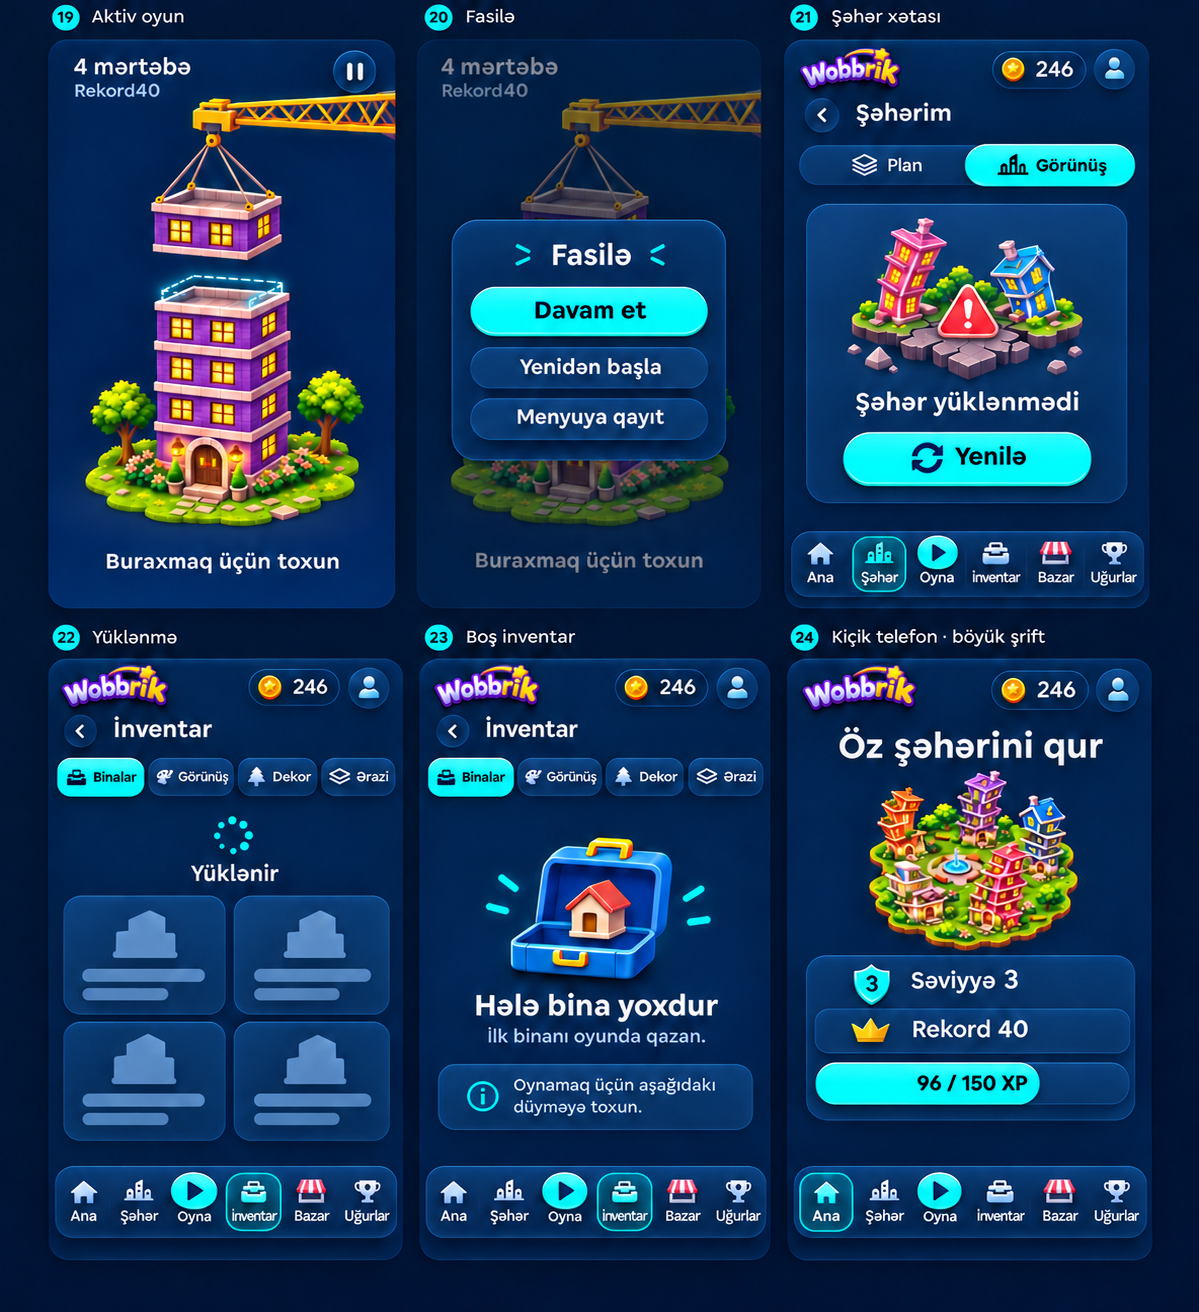 19 Aktiv oyun
4 mərtəbə
Rekord40
Buraxmaq üçün toxun
20 Fasilə
4 mərtəbə
Rekord40
Fasilə
Davam et
Yenidən başla
Menyuya qayıt
Buraxmaq üçün toxun
21 Şəhər xətası
Wobbrik
246
Şəhərim
Plan
Görünüş
Şəhər yüklənmədi
Yenilə
Ana Şəhər Oyna inventar Bazar Uğurlar
22 Yüklənmə
Wobbrik
246
İnventar
Binalar Görünüş Dekor Ərazi
Yüklənir
Ana Şəhər Oyna inventar Bazar Uğurlar
23 Boş inventar
Wobbrik
246
İnventar
Binalar Görünüş Dekor Ərazi
Hələ bina yoxdur
İlk binanı oyunda qazan.
Oynamaq üçün aşağıdakı
düyməyə toxun.
Ana Şəhər Oyna inventar Bazar Uğurlar
24 Kiçik telefon · böyük şrift
Wobbrik
246
Öz şəhərini qur
3 Səviyyə 3
Rekord 40
96 / 150 XP
Ana Şəhər Oyna inventar Bazar Uğurlar